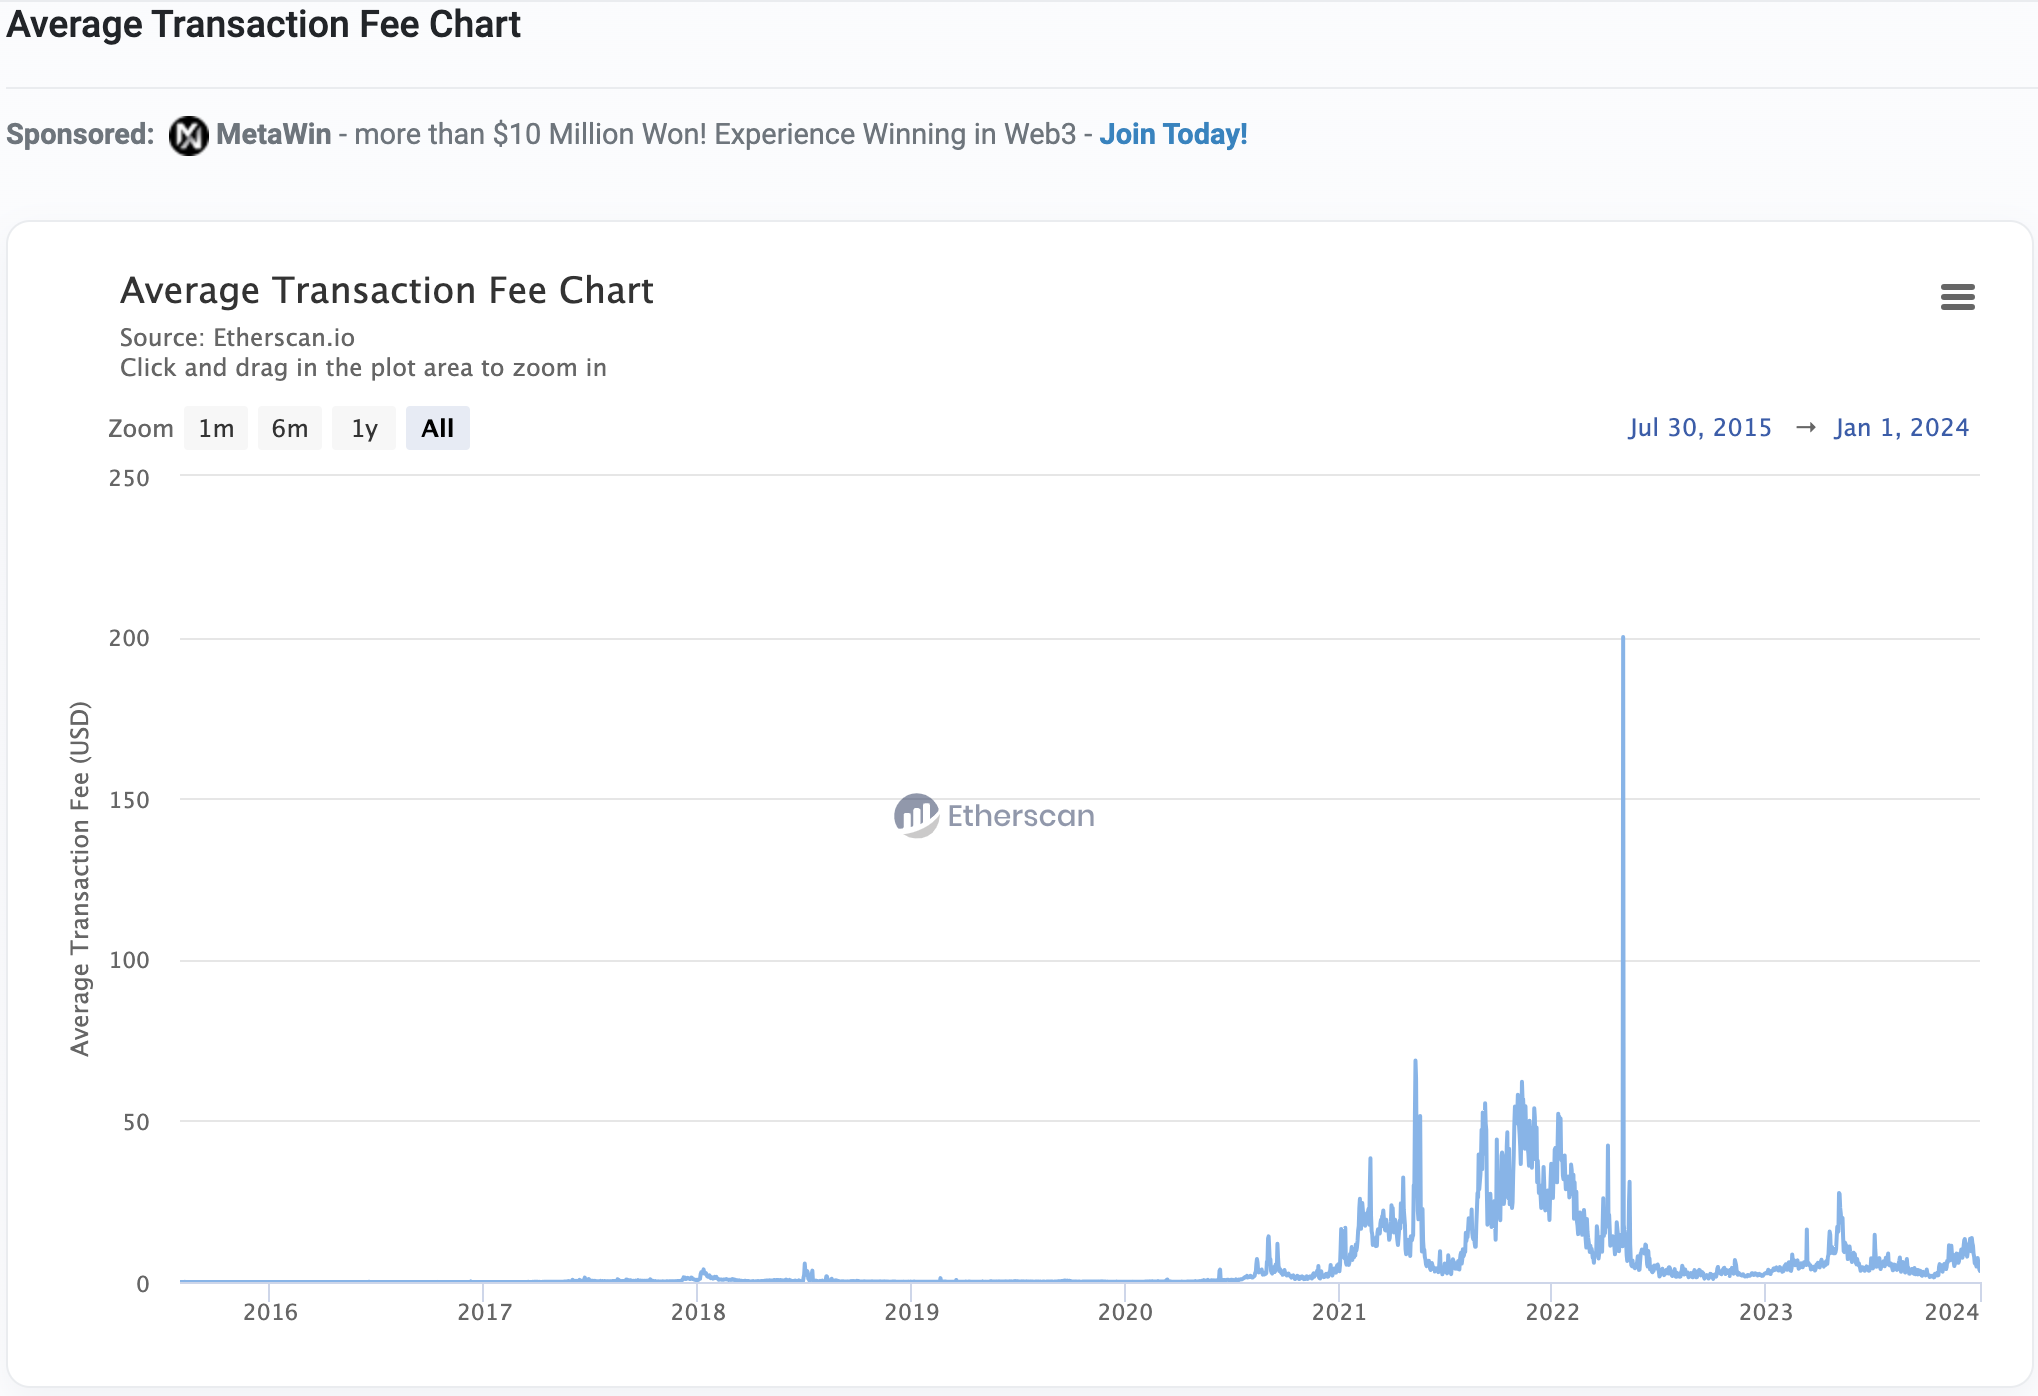 Average Transaction Fee Chart
Sponsored: MetaWin - more than $10 Million Won! Experience Winning in Web3 - Join Today!
Average Transaction Fee Chart
Source: Etherscan.io
Click and drag in the plot area to zoom in
Zoom 1m 6m 1y All Jul 30, 2015 → Jan 1, 2024
250
200
150
100
50
0
Average Transaction Fee (USD)
Etherscan
2016 2017 2018 2019 2020 2021 2022 2023 2024